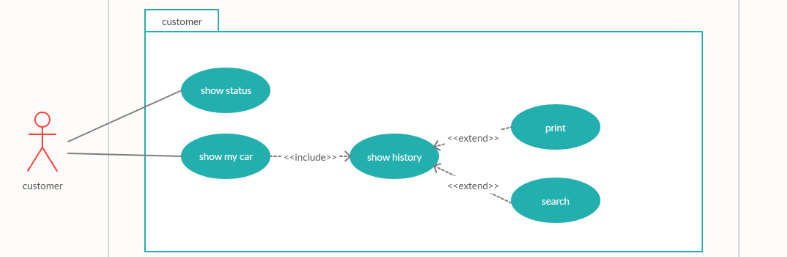 customer
show status
print
<<extend>>
show my car
<<include>>
show history
customer
<<extend>>
search